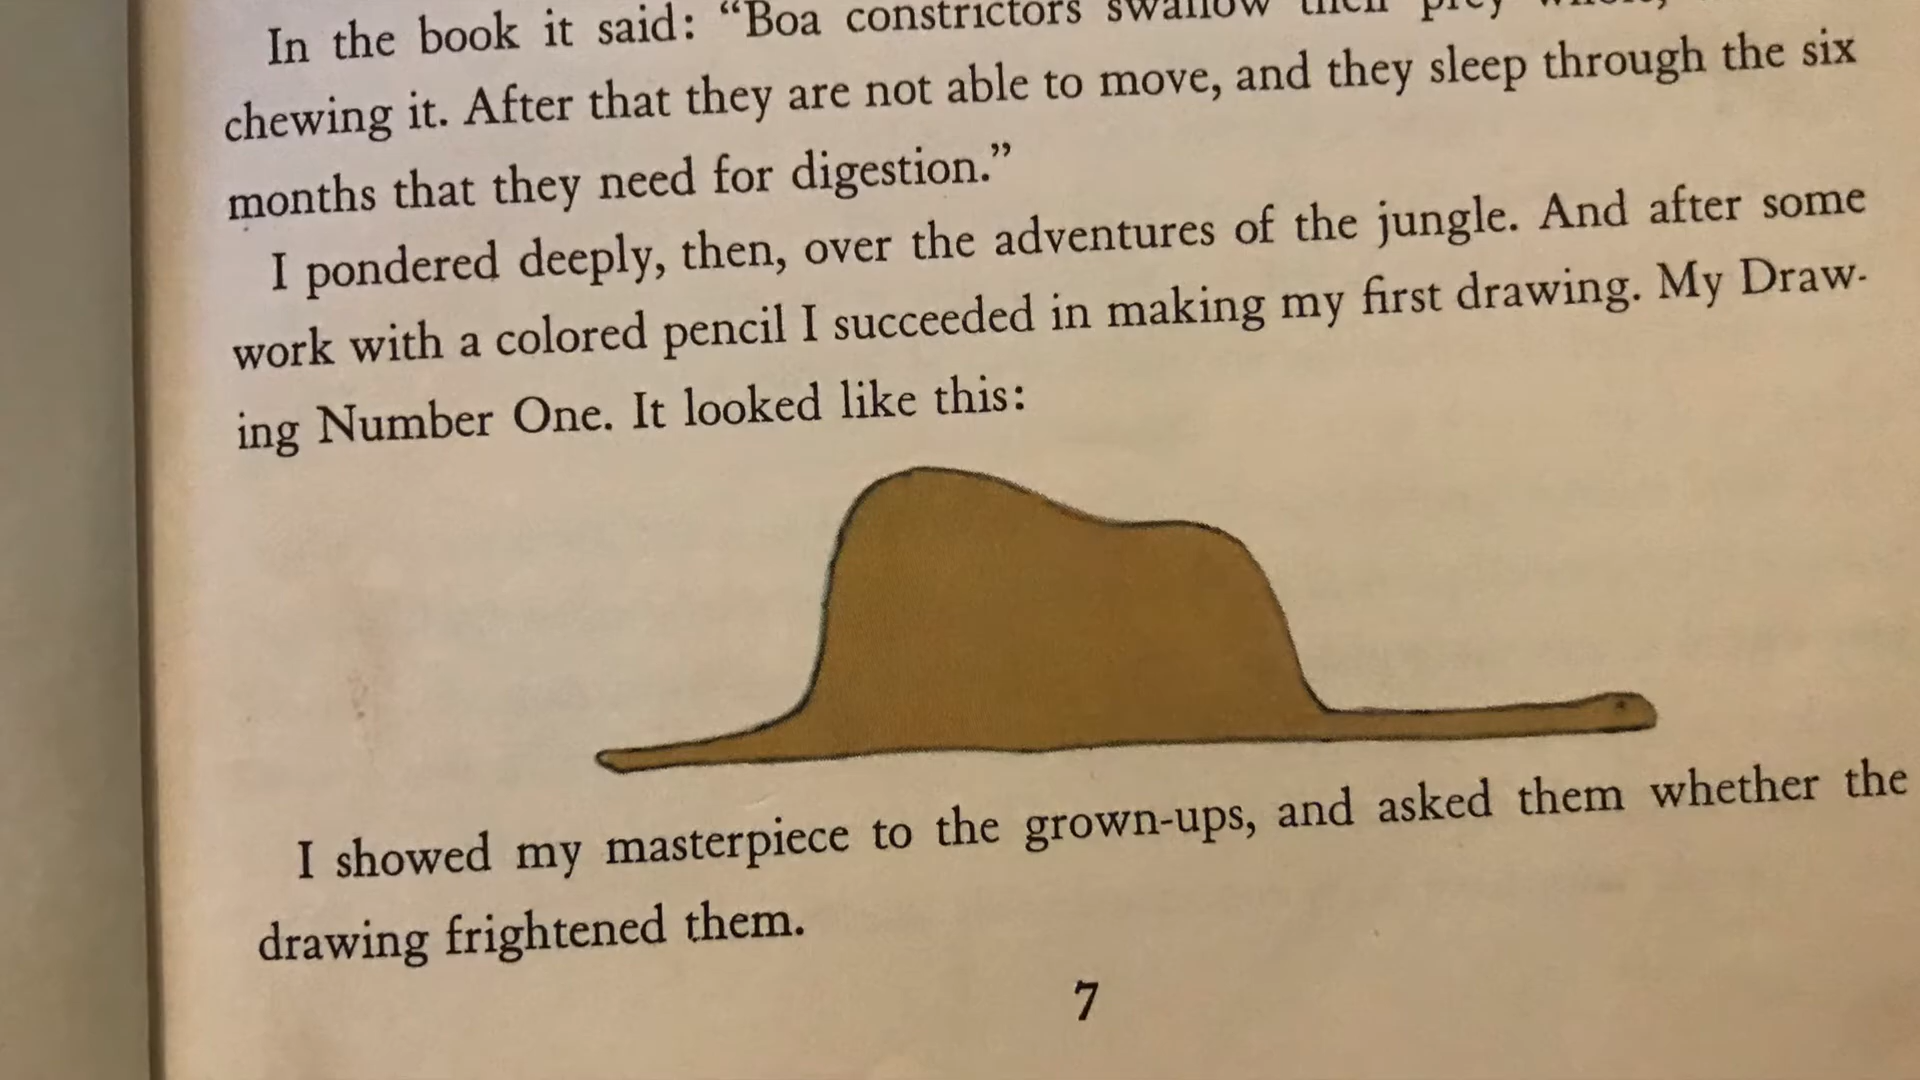 In the book it said: “Boa constrictors swallow their prey whole,
chewing it. After that they are not able to move, and they sleep through the six
months that they need for digestion.”
I pondered deeply, then, over the adventures of the jungle. And after some
work with a colored pencil I succeeded in making my first drawing. My Draw-
ing Number One. It looked like this:
I showed my masterpiece to the grown-ups, and asked them whether the
drawing frightened them.
7